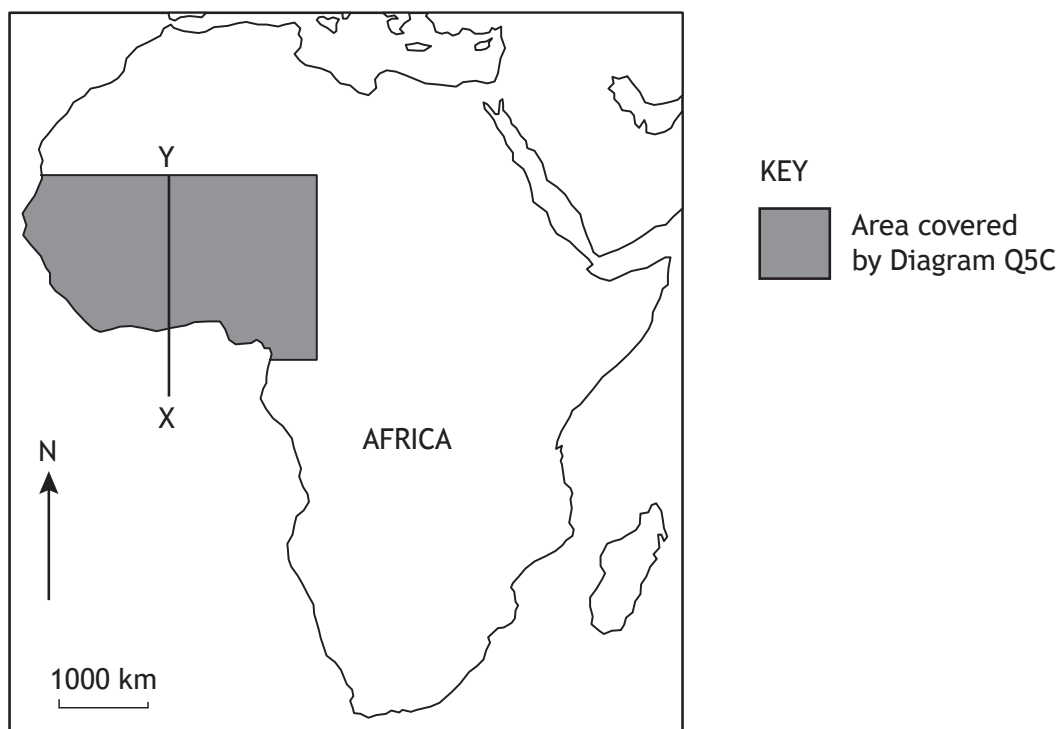 Y
X
N
AFRICA
1000 km
KEY
Area covered
by Diagram Q5C